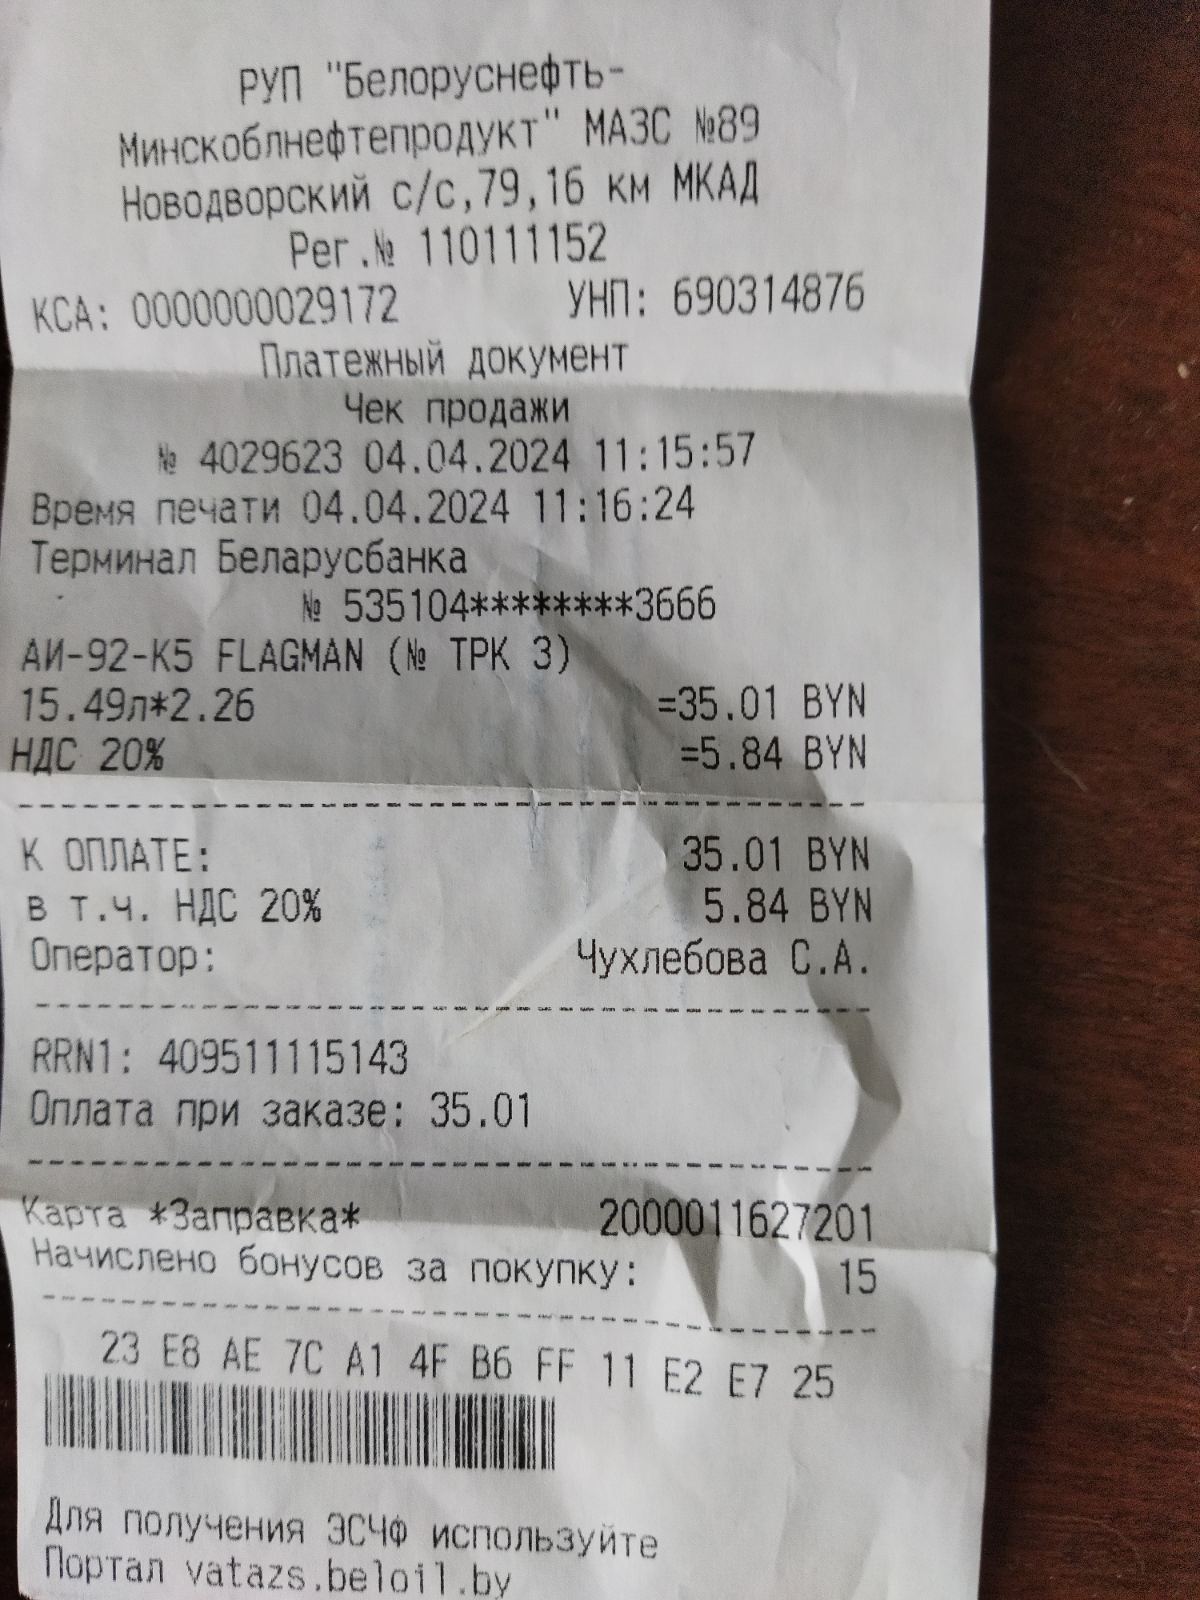 РУП "Белоруснефть-
Минскоблнефтепродукт" МАЗС №89
Новодворский с/с,79,16 км МКАД
Рег.№ 110111152
КСА: 0000000029172 УНП: 690314876
Платежный документ
Чек продажи
№ 4029623 04.04.2024 11:15:57
Время печати 04.04.2024 11:16:24
Терминал Беларусбанка
№ 535104********3666
АИ-92-К5 FLAGMAN (№ ТРК 3)
15.49л*2.26 =35.01 BYN
НДС 20% =5.84 BYN
К ОПЛАТЕ: 35.01 BYN
в т.ч. НДС 20% 5.84 BYN
Оператор: Чухлебова С.А.
RRN1: 409511115143
Оплата при заказе: 35.01
Карта *Заправка* 2000011627201
Начислено бонусов за покупку: 15
23 E8 AE 7C A1 4F B6 FF 11 E2 E7 25
Для получения ЭСЧФ используйте
Портал vatazs.beloil.by